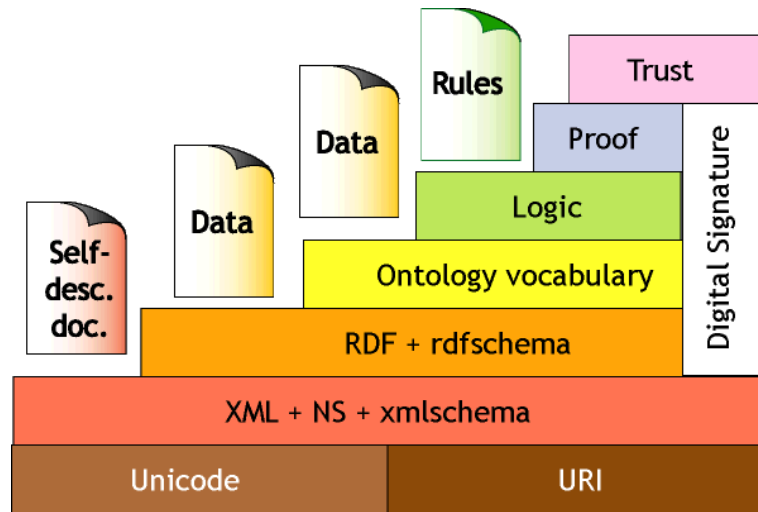 Rules
Trust
Data
Proof
Data
Logic
Self-
desc.
doc.
Ontology vocabulary
Digital Signature
RDF + rdfschema
XML + NS + xmlschema
Unicode
URI